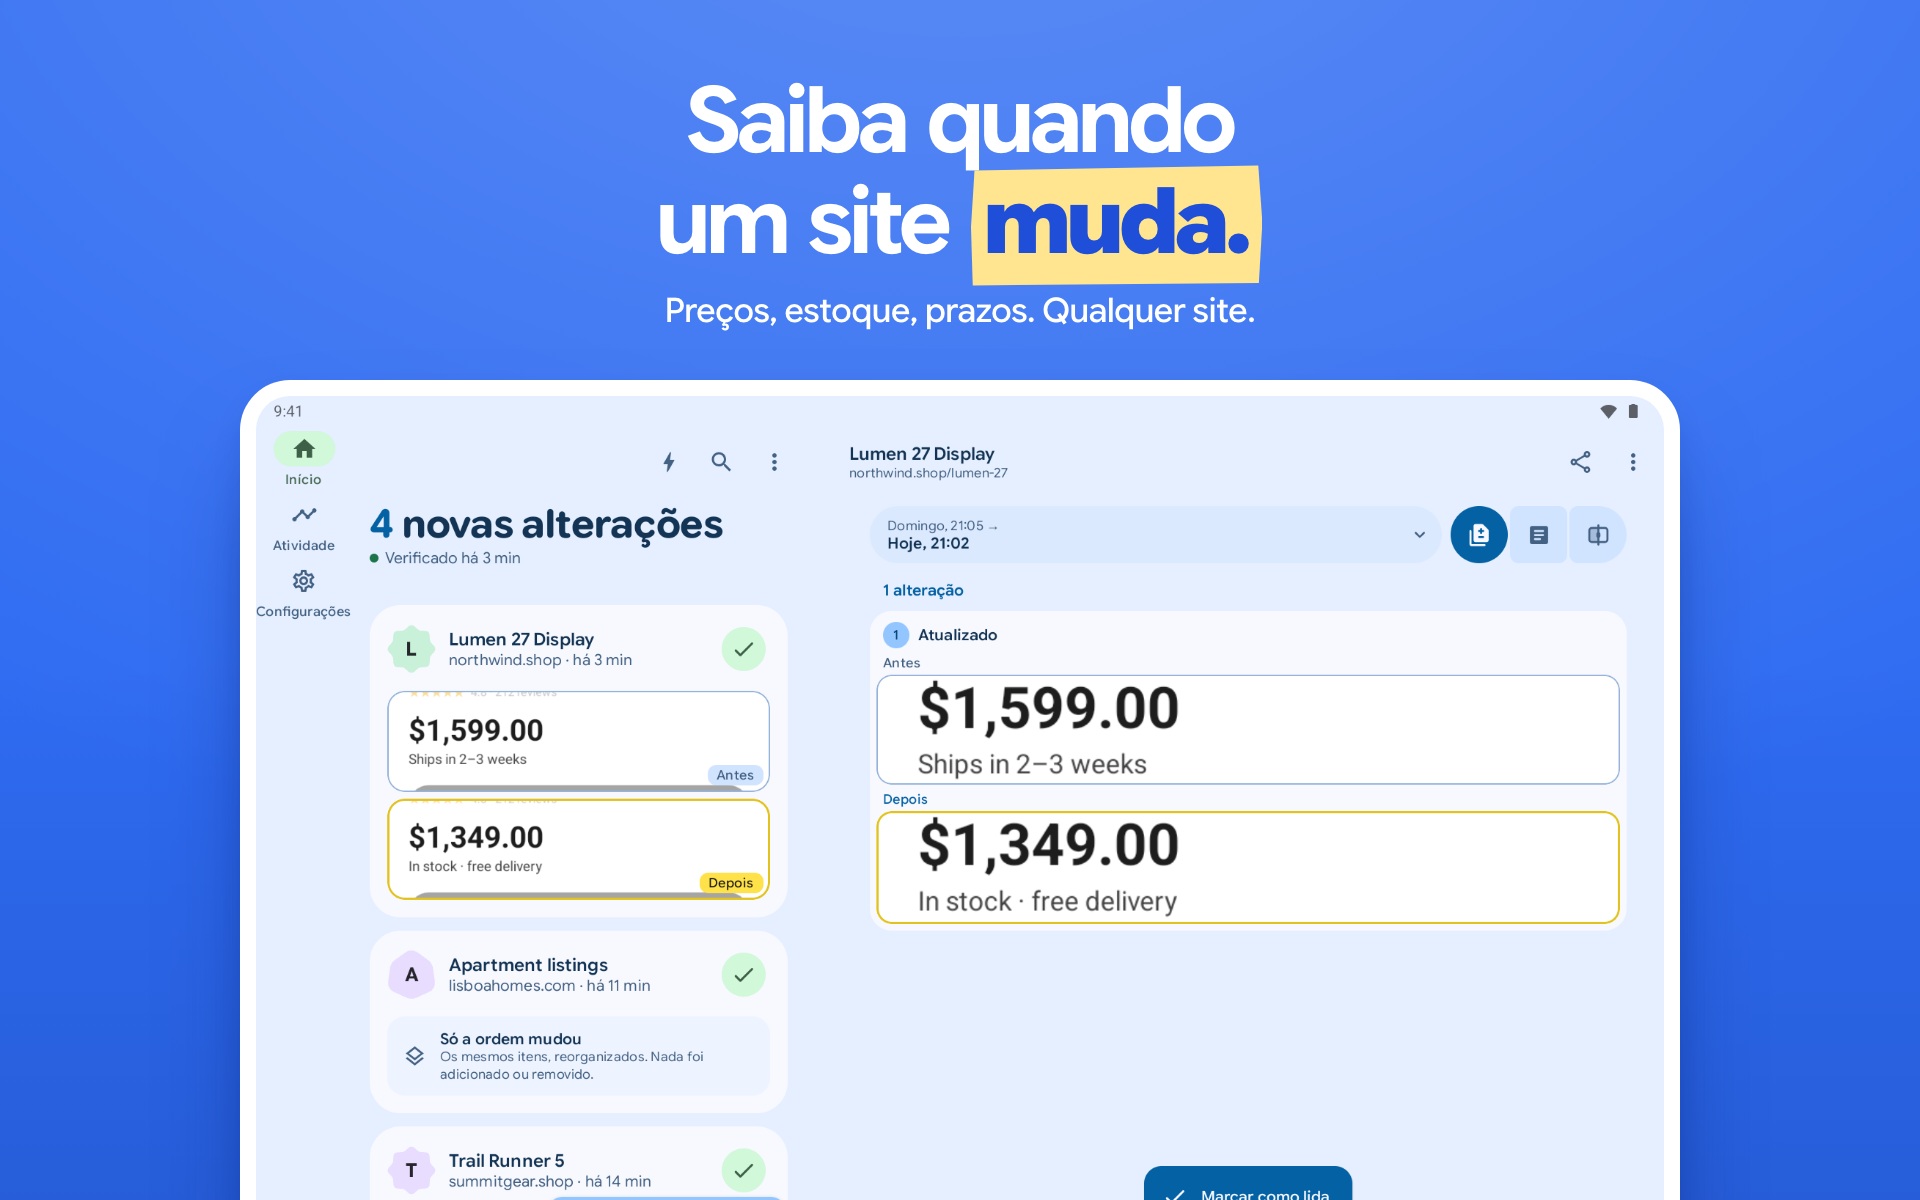 Saiba quando
um site muda.
Preços, estoque, prazos. Qualquer site.
9:41
Início
Atividade
Configurações
4 novas alterações
Verificado há 3 min
L
Lumen 27 Display
northwind.shop · há 3 min
$1,599.00
Ships in 2–3 weeks
Antes
$1,349.00
In stock · free delivery
Depois
A
Apartment listings
lisboahomes.com · há 11 min
Só a ordem mudou
Os mesmos itens, reorganizados. Nada foi
adicionado ou removido.
T
Trail Runner 5
summitgear.shop · há 14 min
Lumen 27 Display
northwind.shop/lumen-27
Domingo, 21:05 →
Hoje, 21:02
1 alteração
1 Atualizado
Antes
$1,599.00
Ships in 2–3 weeks
Depois
$1,349.00
In stock · free delivery
Marcar como lida